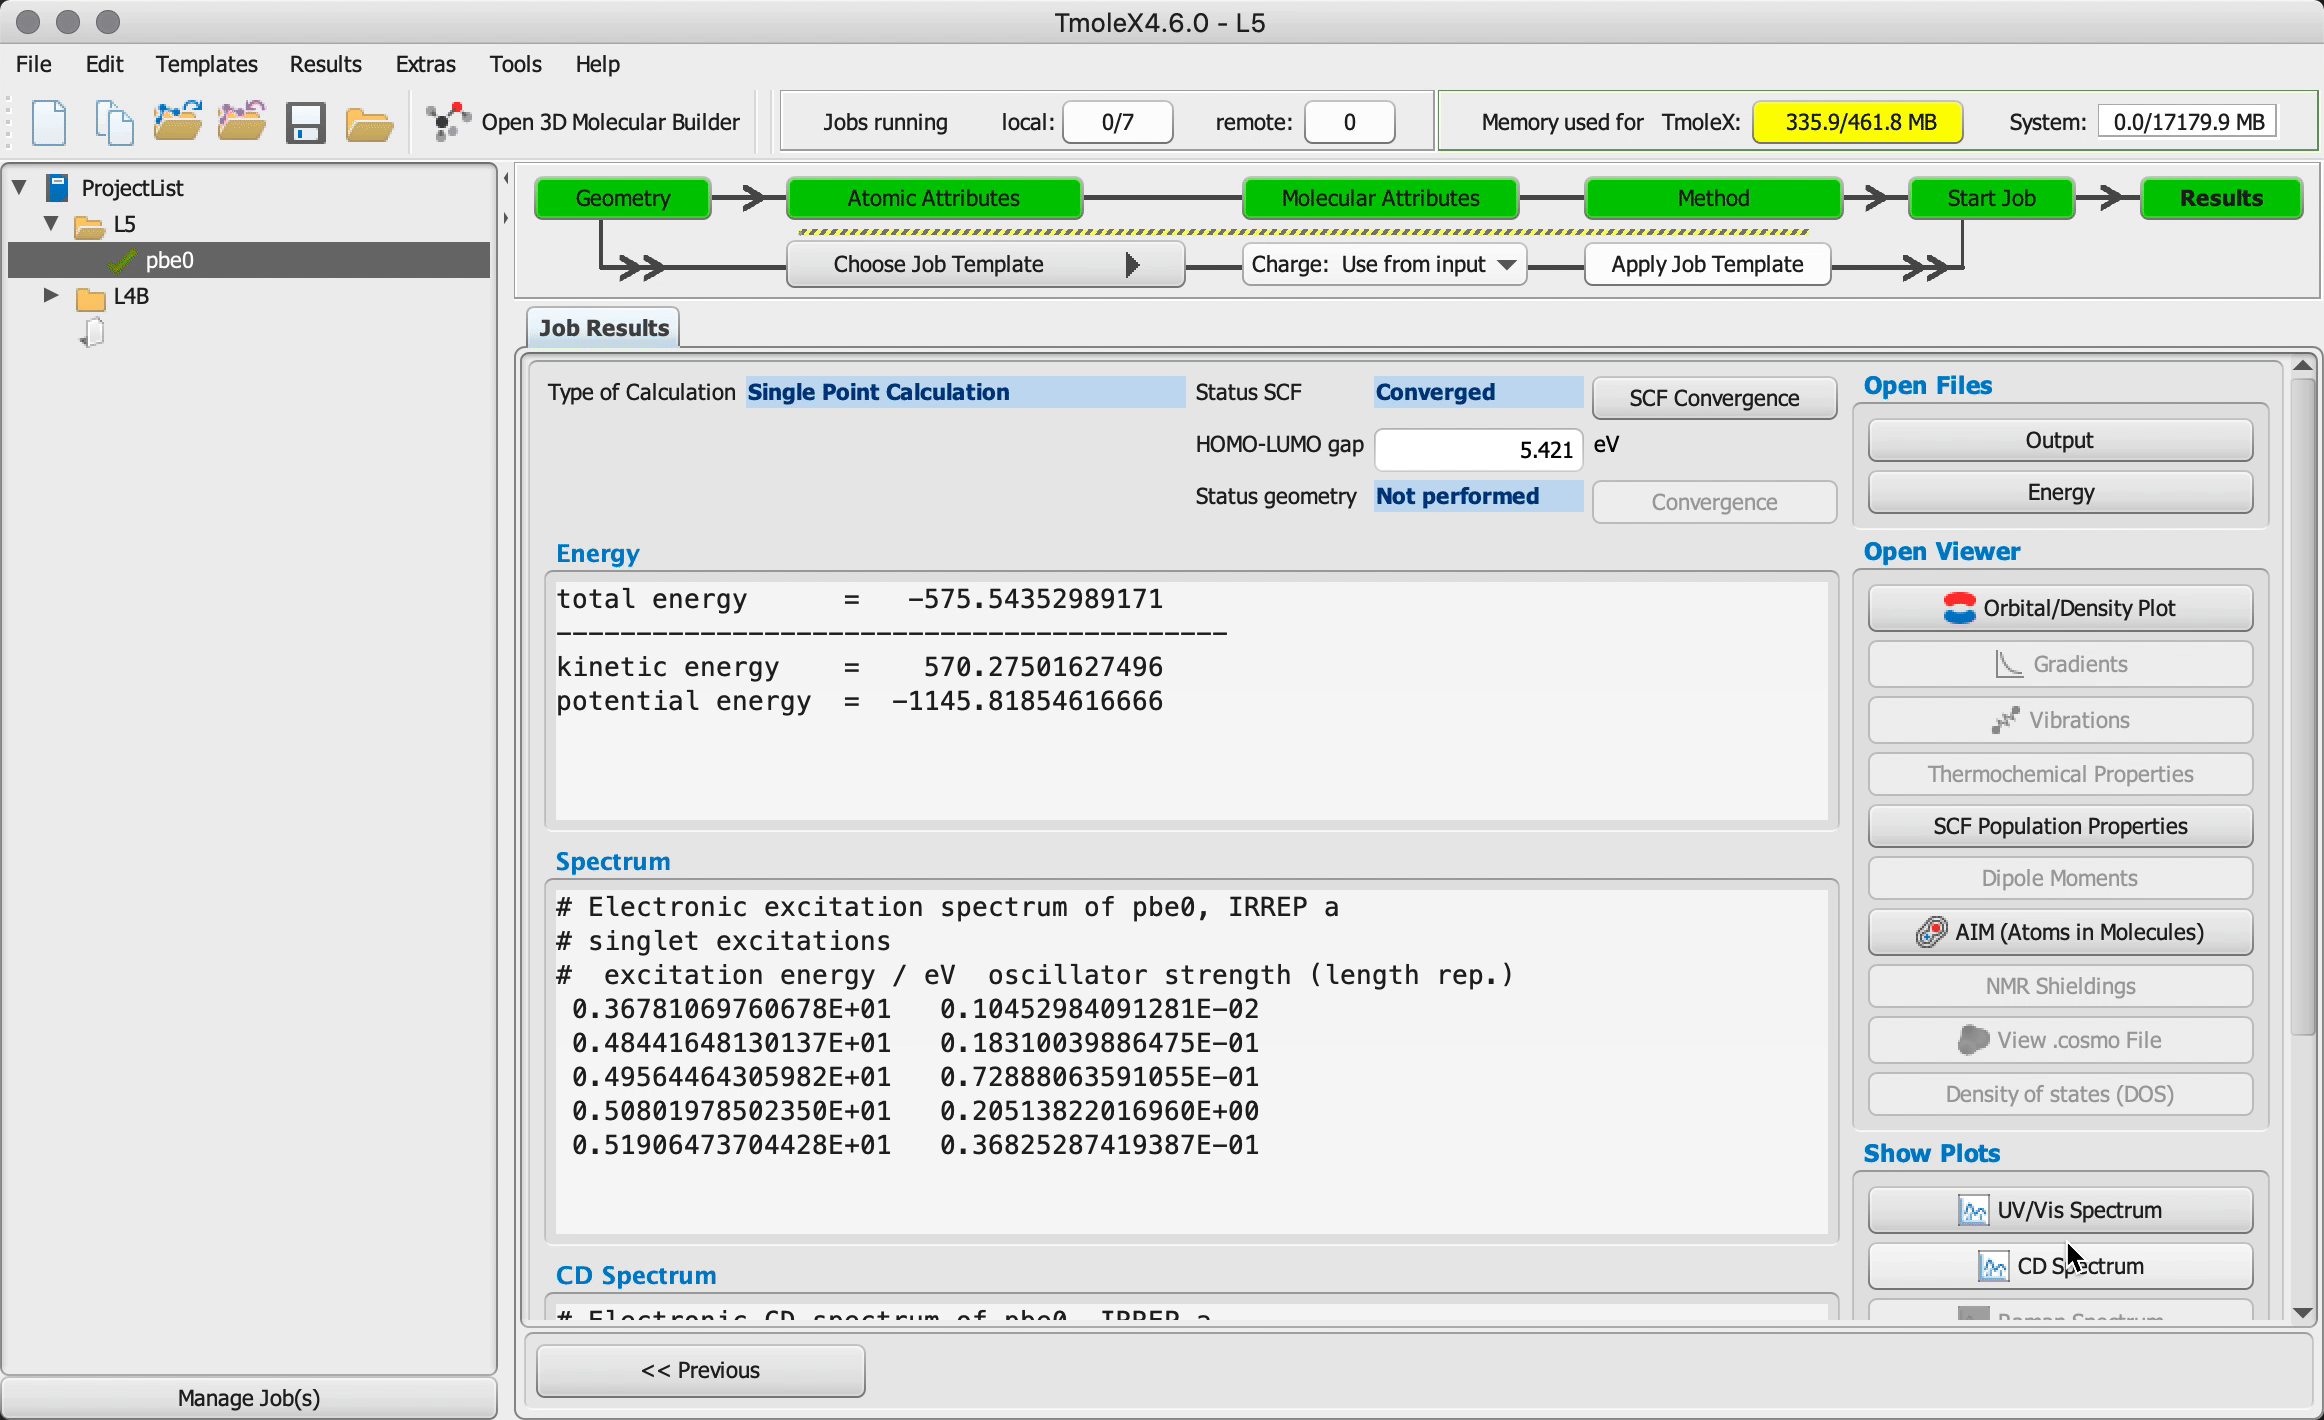 TmoleX4.6.0 - L5
File Edit Templates Results Extras Tools Help
Open 3D Molecular Builder Jobs running local: 0/7 remote: 0 Memory used for TmoleX: 335.9/461.8 MB System: 0.0/17179.9 MB
ProjectList
L5
pbe0
L4B
Manage Job(s)
Geometry Atomic Attributes Molecular Attributes Method Start Job Results
Choose Job Template Charge: Use from input Apply Job Template
Job Results
Type of Calculation Single Point Calculation Status SCF Converged SCF Convergence
HOMO-LUMO gap 5.421 eV
Status geometry Not performed Convergence
Energy
total energy = -575.54352989171
------------------------------------------
kinetic energy = 570.27501627496
potential energy = -1145.81854616666
Spectrum
# Electronic excitation spectrum of pbe0, IRREP a
# singlet excitations
# excitation energy / eV oscillator strength (length rep.)
0.36781069760678E+01 0.10452984091281E-02
0.48441648130137E+01 0.18310039886475E-01
0.49564464305982E+01 0.72888063591055E-01
0.50801978502350E+01 0.20513822016960E+00
0.51906473704428E+01 0.36825287419387E-01
CD Spectrum
# Electronic CD spectrum of pbe0, IRREP a
<< Previous
Open Files
Output
Energy
Open Viewer
Orbital/Density Plot
Gradients
Vibrations
Thermochemical Properties
SCF Population Properties
Dipole Moments
AIM (Atoms in Molecules)
NMR Shieldings
View .cosmo File
Density of states (DOS)
Show Plots
UV/Vis Spectrum
CD Spectrum
Raman Spectrum